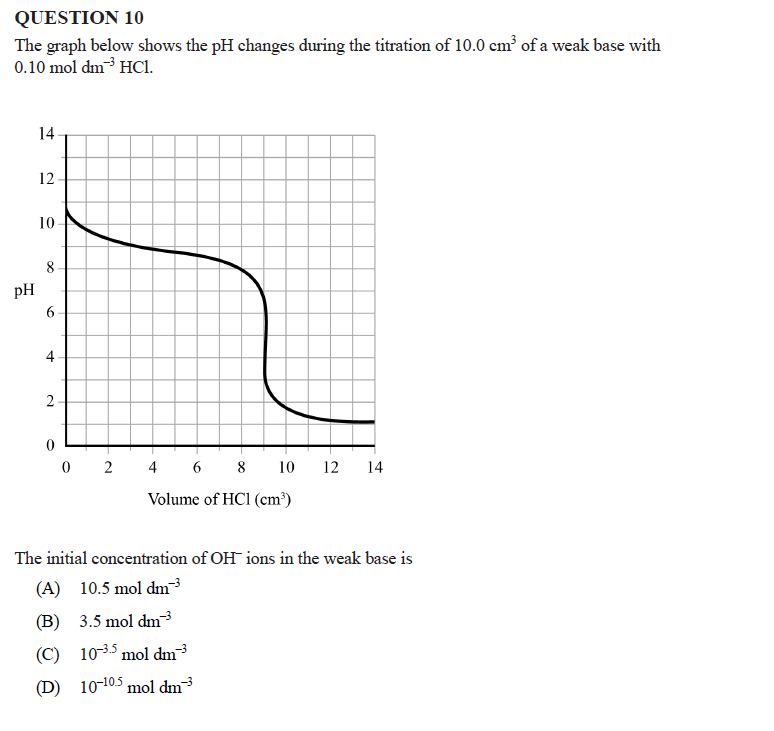 QUESTION 10
The graph below shows the pH changes during the titration of 10.0 cm³ of a weak base with
0.10 mol dm⁻³ HCl.
14
12
10
8
pH
6
4
2
0
0 2 4 6 8 10 12 14
Volume of HCl (cm³)
The initial concentration of OH⁻ ions in the weak base is
(A) 10.5 mol dm⁻³
(B) 3.5 mol dm⁻³
(C) 10⁻³·⁵ mol dm⁻³
(D) 10⁻¹⁰·⁵ mol dm⁻³